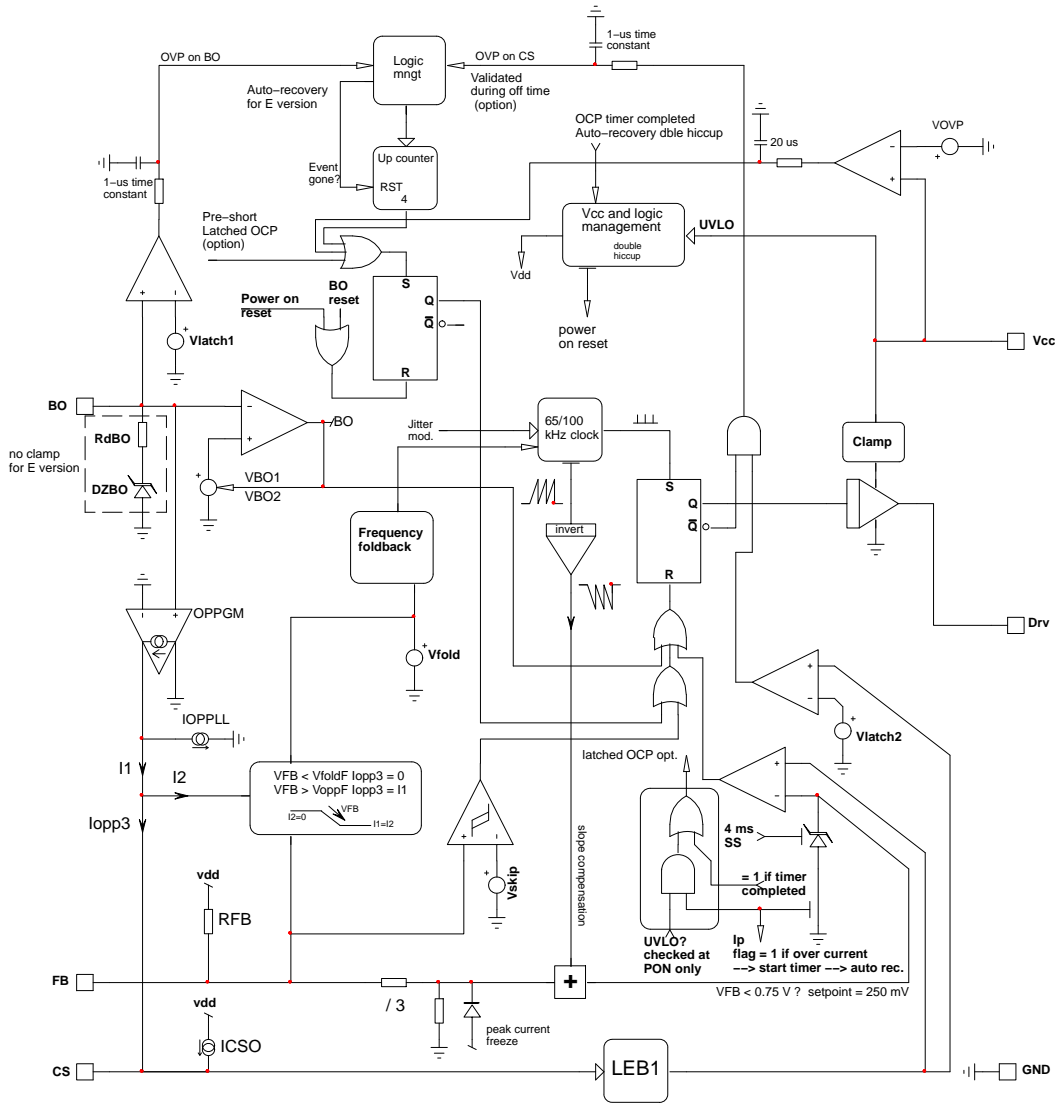 1−us time
constant
OVP on BO
Logic
mngt
OVP on CS
Auto−recovery
for E version
Validated
during off time
(option)
OCP timer completed
Auto−recovery dble hiccup
20 us
VOVP
−
+
+
Up counter
RST
4
Event
gone?
1−us time
constant
Pre−short
Latched OCP
(option)
Vcc and logic
management
double
hiccup
UVLO
Vdd
power
on reset
Power on
reset
BO
reset
S
Q
Q
R
+
−
+
Vlatch1
Vcc
BO
−
+
BO
RdBO
DZBO
no clamp
for E version
VBO1
VBO2
+
Jitter
mod.
65/100
kHz clock
Clamp
S
Q
Q
R
invert
Frequency
foldback
OPPGM
−
+
+
Vfold
Drv
IOPPLL
+
−
+
Vlatch2
I1
I2
Iopp3
VFB < VfoldF Iopp3 = 0
VFB > VoppF Iopp3 = I1
VFB
I2=0
I1=I2
latched OCP opt.
+
−
+
−
+
Vskip
slope compensation
4 ms
SS
= 1 if timer
completed
vdd
RFB
UVLO?
checked at
PON only
Ip
flag = 1 if over current
−−> start timer −−> auto rec.
FB
/ 3
+
VFB < 0.75 V ? setpoint = 250 mV
vdd
ICSO
peak current
freeze
CS
LEB1
GND